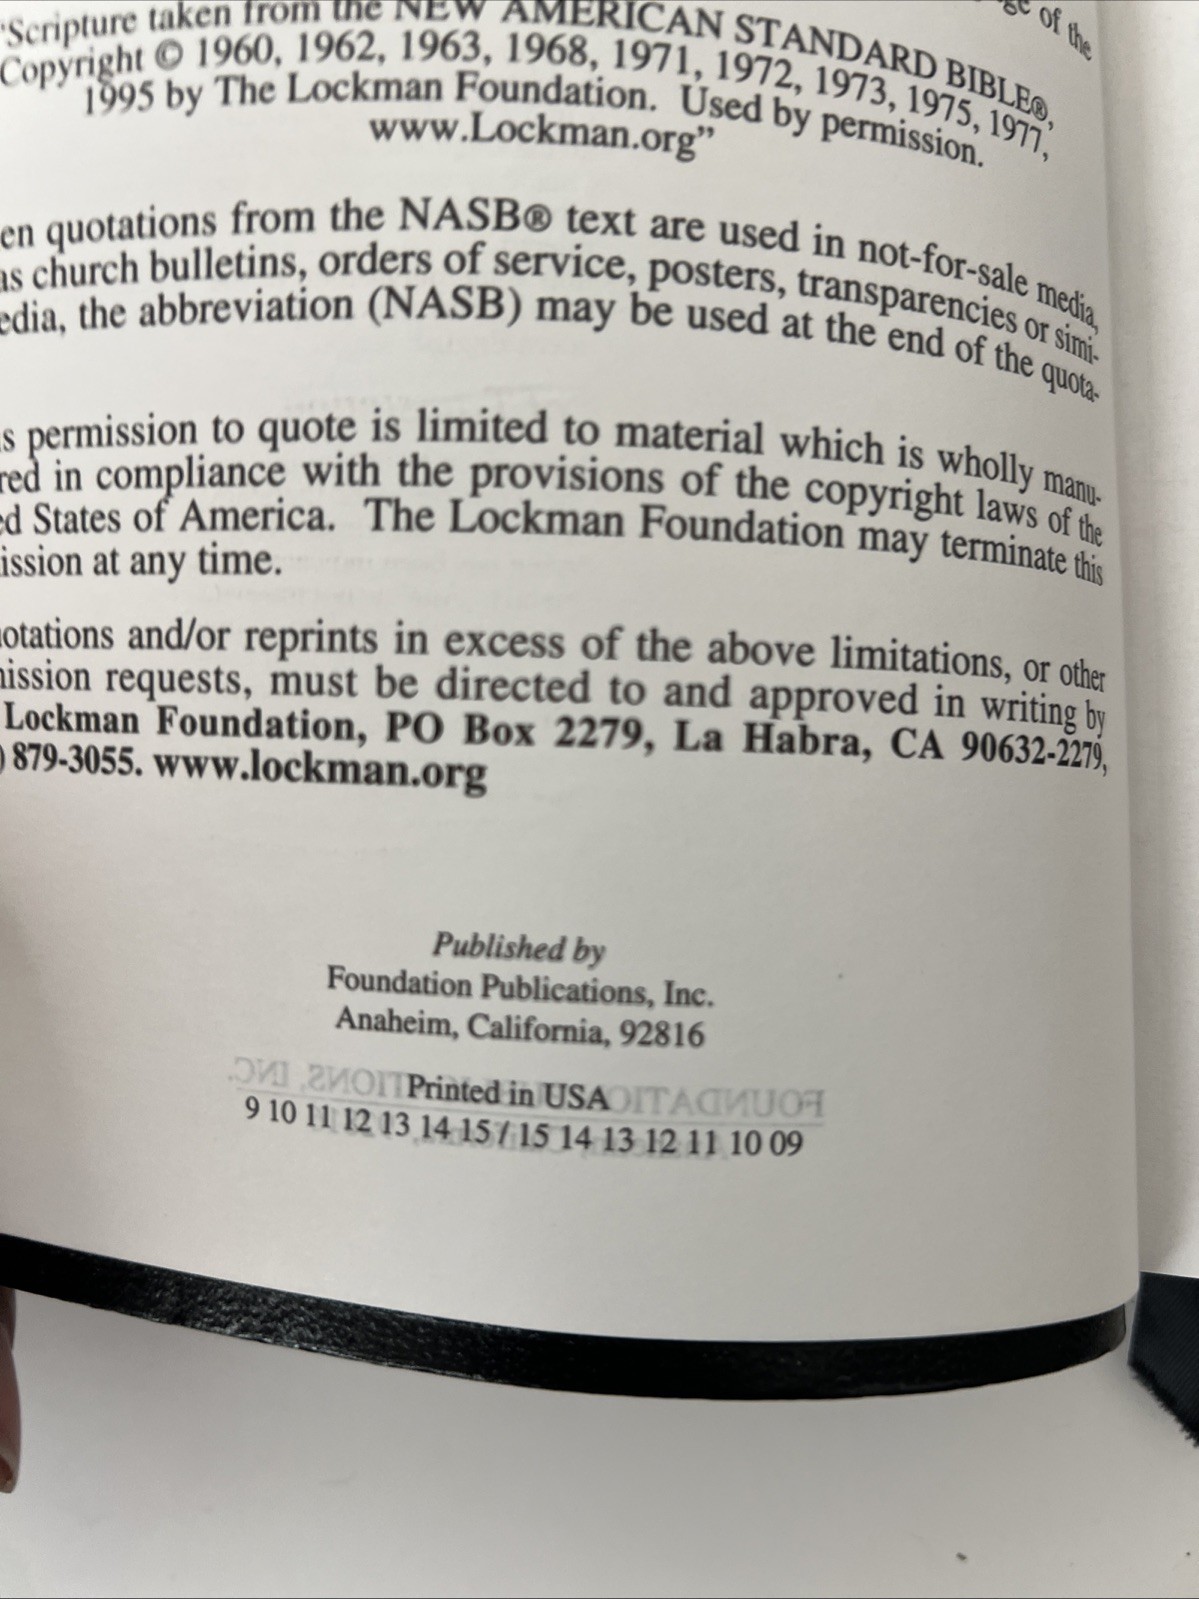 of the
"Scripture taken from the NEW AMERICAN STANDARD BIBLE®,
Copyright © 1960, 1962, 1963, 1968, 1971, 1972, 1973, 1975, 1977,
1995 by The Lockman Foundation. Used by permission.
www.Lockman.org”
en quotations from the NASB® text are used in not-for-sale media,
as church bulletins, orders of service, posters, transparencies or simi-
edia, the abbreviation (NASB) may be used at the end of the quota-
s permission to quote is limited to material which is wholly manu-
red in compliance with the provisions of the copyright laws of the
ed States of America. The Lockman Foundation may terminate this
ission at any time.
otations and/or reprints in excess of the above limitations, or other
ission requests, must be directed to and approved in writing by
Lockman Foundation, PO Box 2279, La Habra, CA 90632-2279,
) 879-3055. www.lockman.org
Published by
Foundation Publications, Inc.
Anaheim, California, 92816
Printed in USA
9 10 11 12 13 14 15 / 15 14 13 12 11 10 09